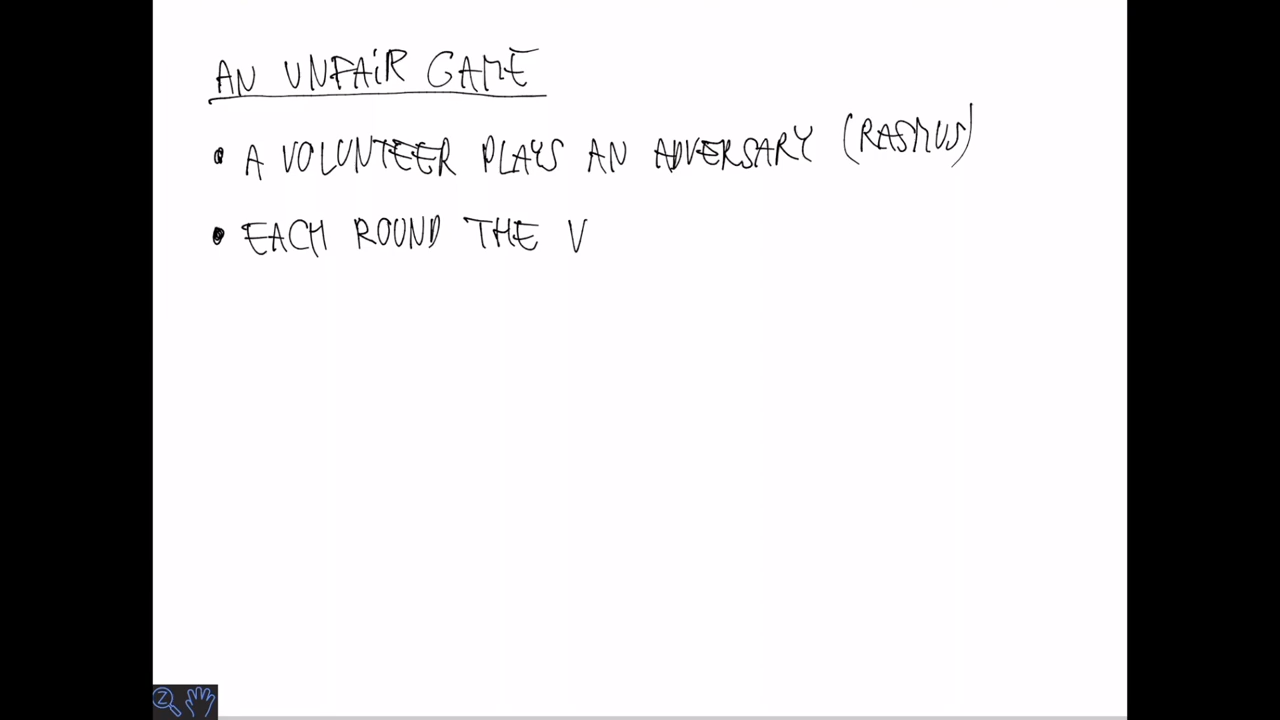 AN UNFAiR GAME
• A VOLUNTEER PLAYS AN ADVERSARY (RASMUS)
• EACH ROUND THE V
Z